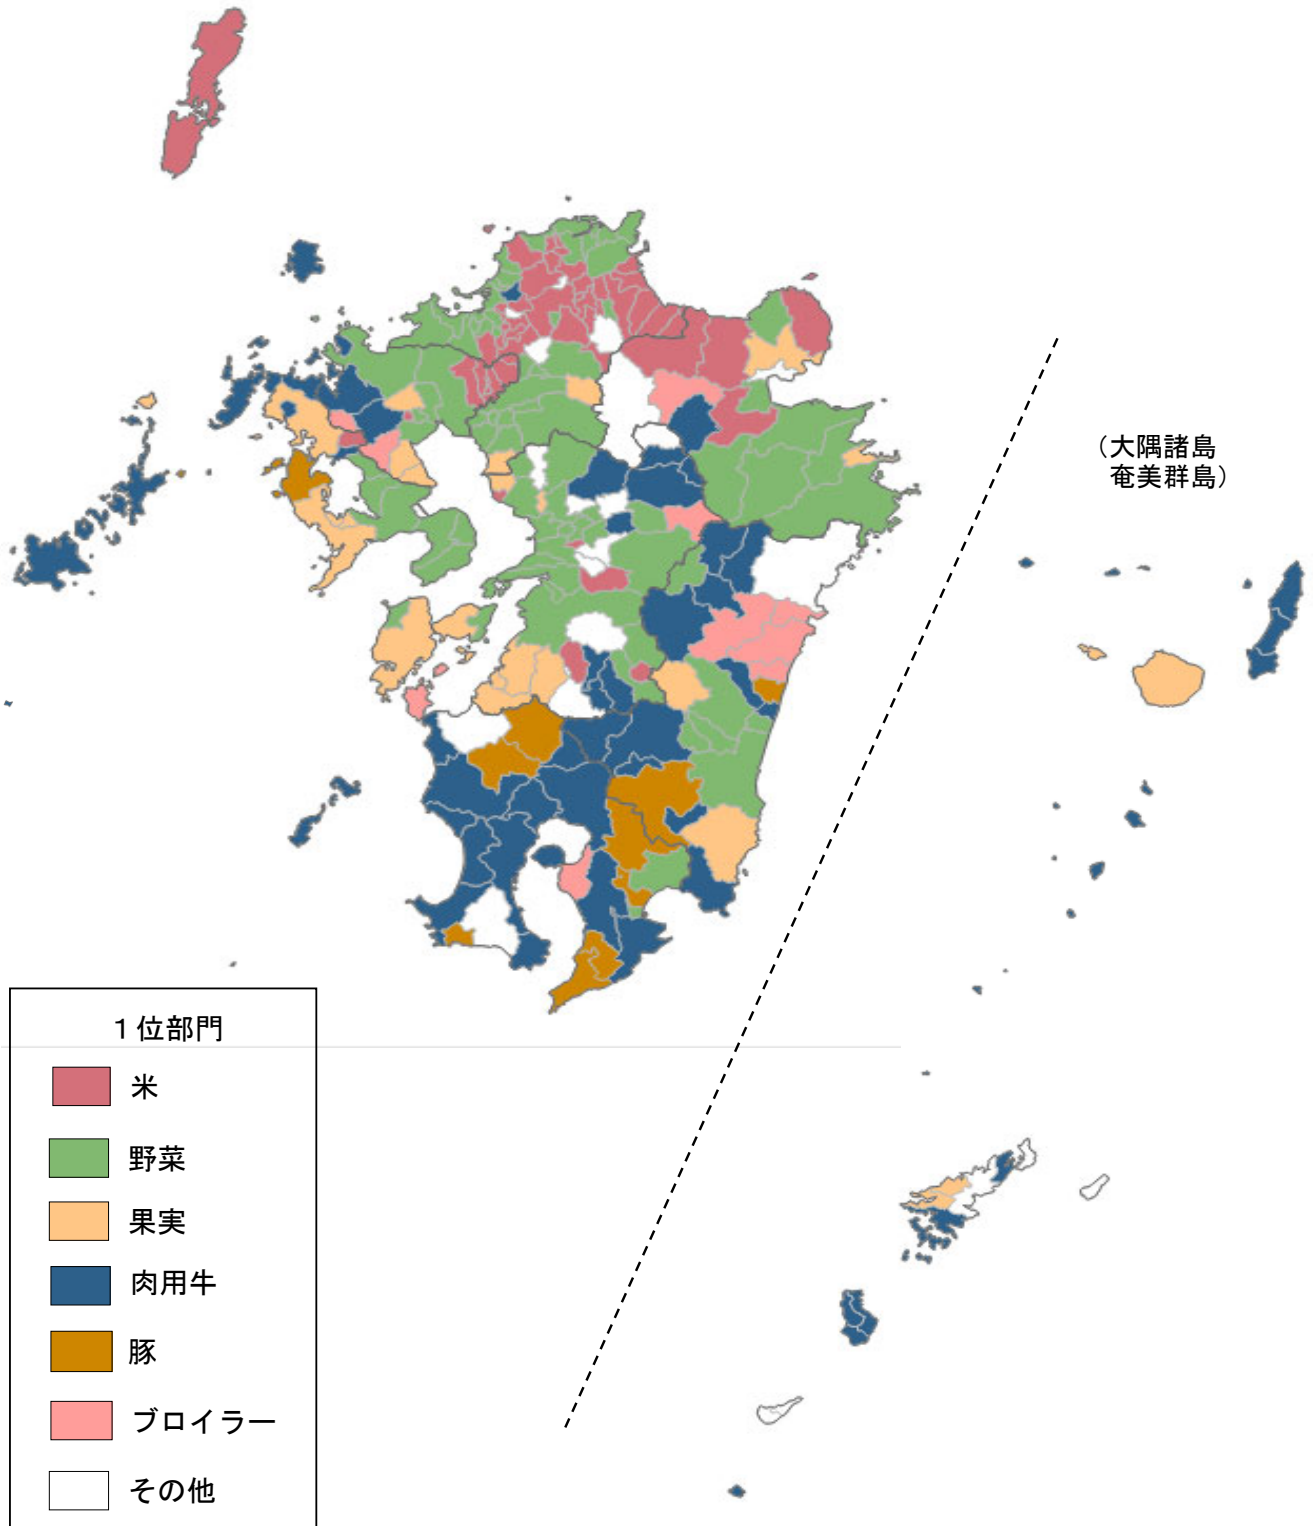 （大隅諸島
奄美群島）
１位部門
米
野菜
果実
肉用牛
豚
ブロイラー
その他